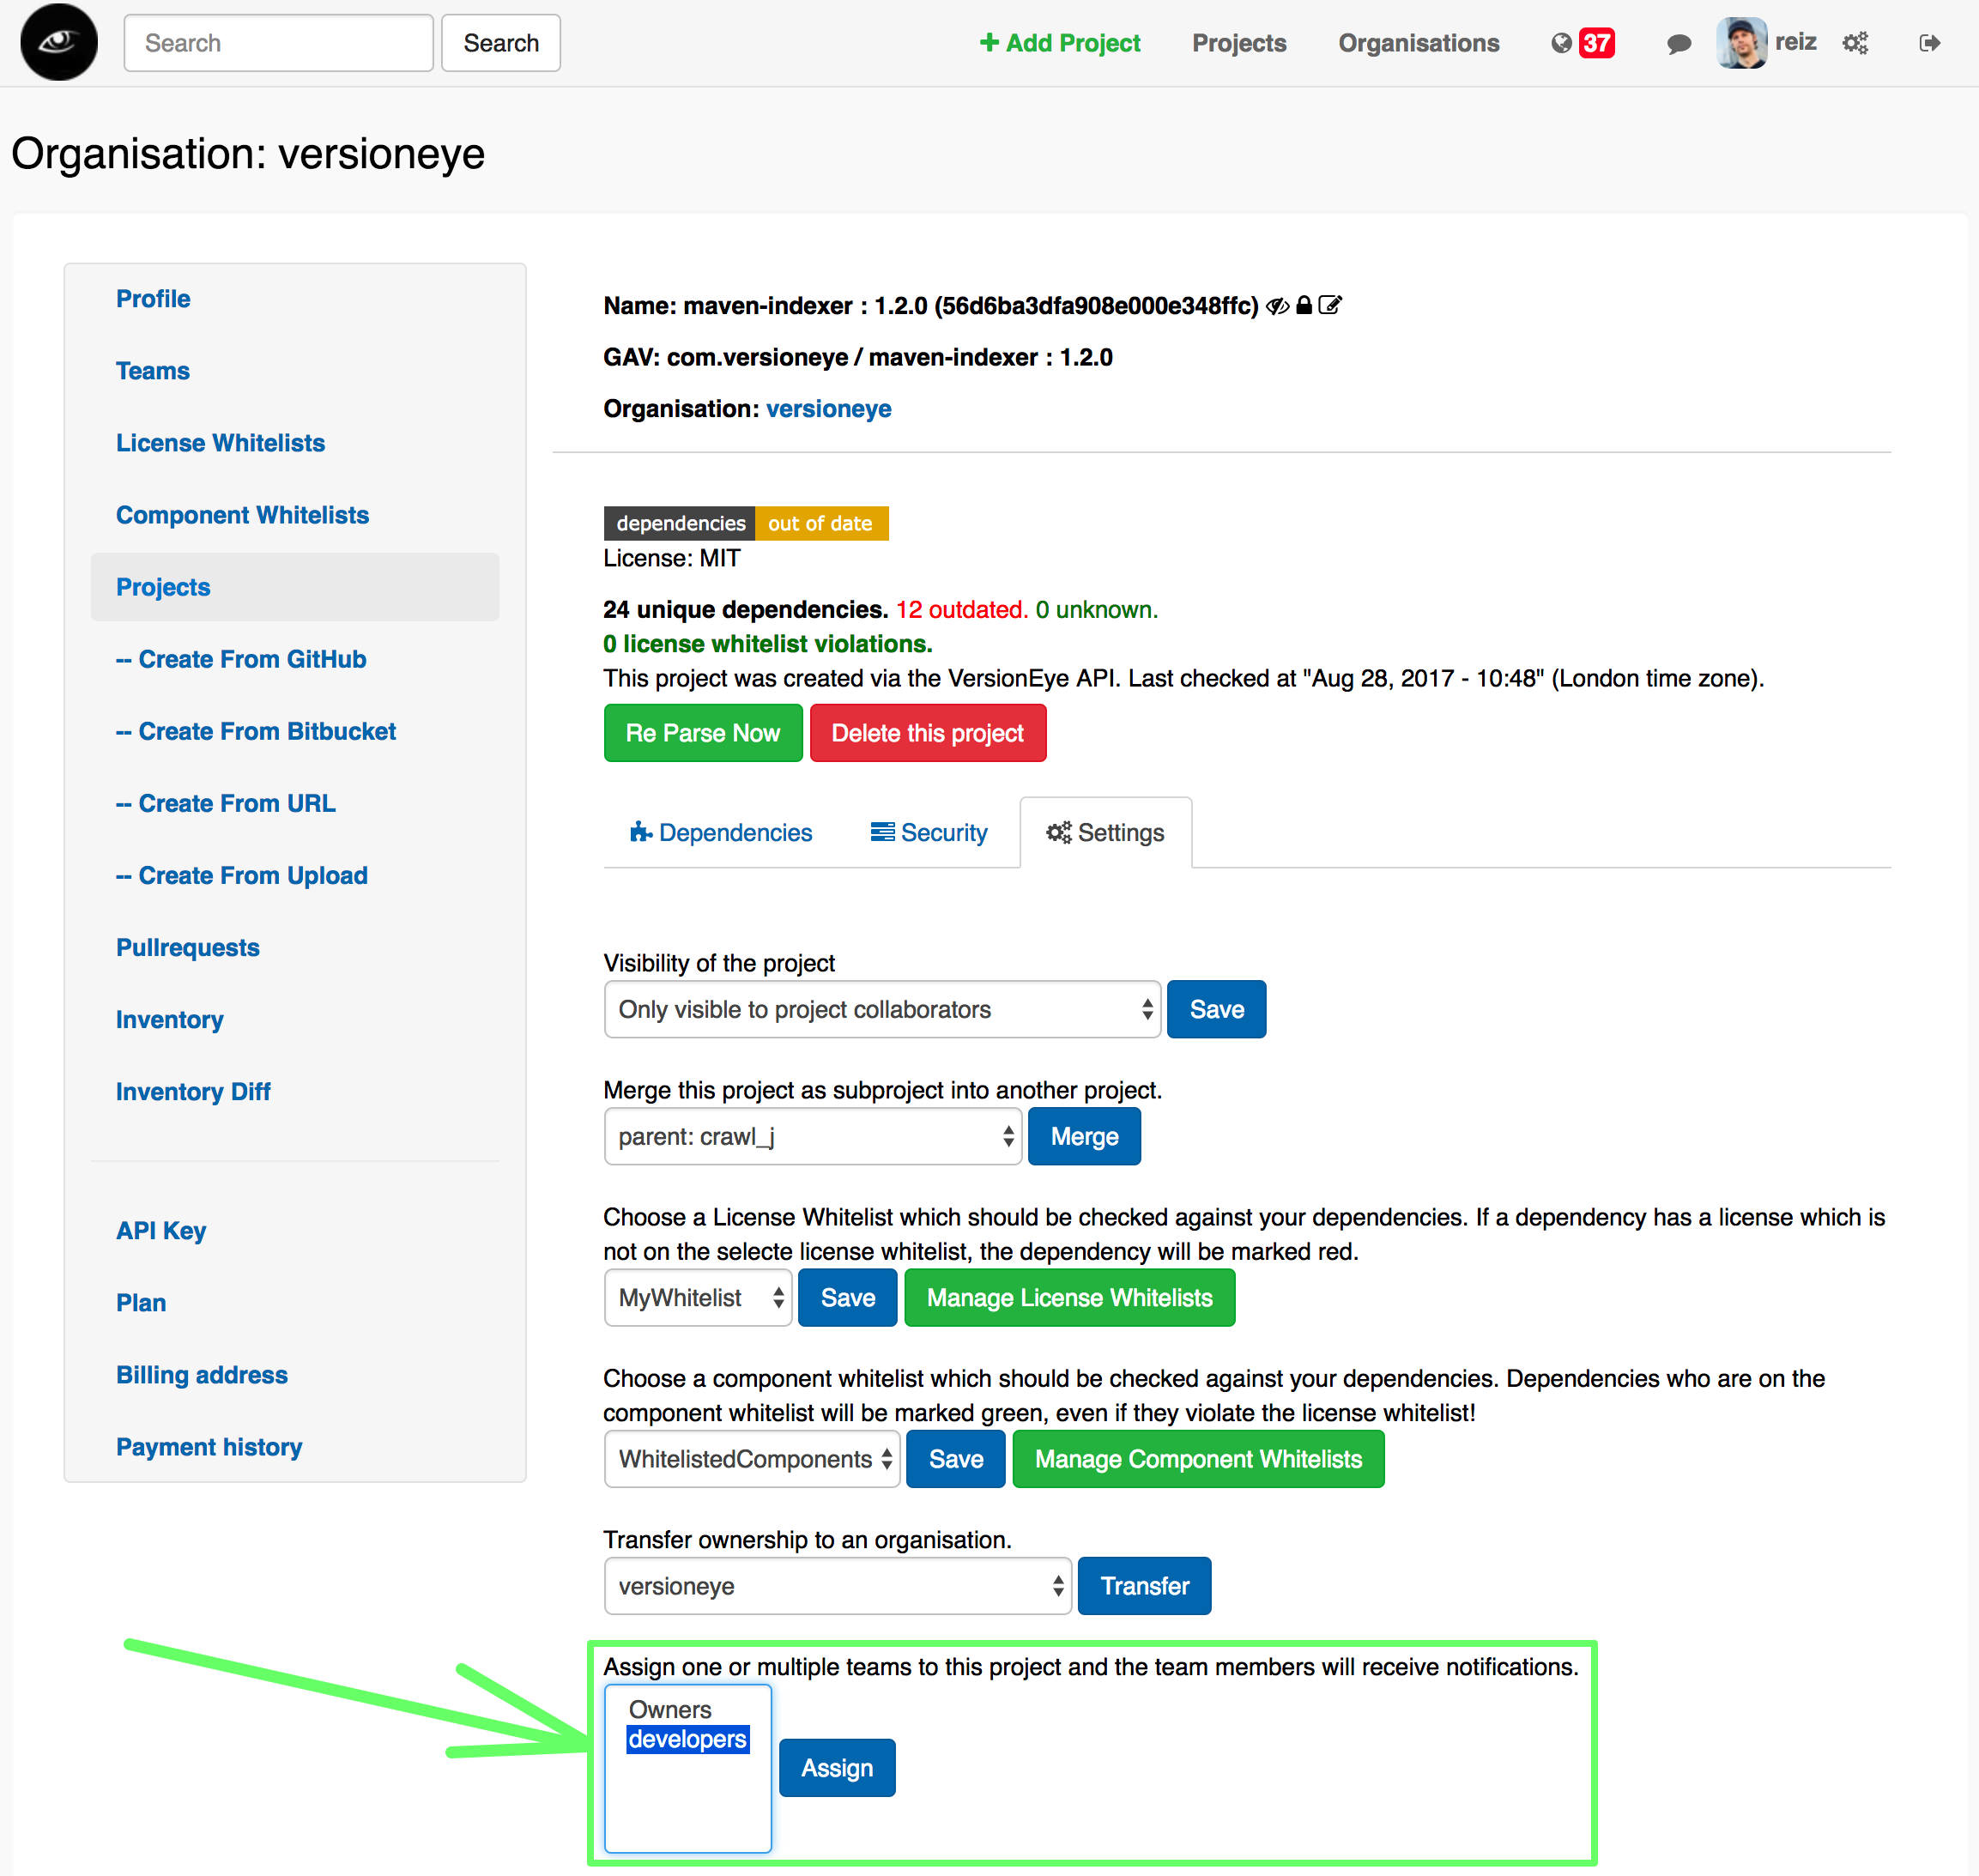 Search Search + Add Project Projects Organisations 37 reiz
Organisation: versioneye
Profile
Teams
License Whitelists
Component Whitelists
Projects
-- Create From GitHub
-- Create From Bitbucket
-- Create From URL
-- Create From Upload
Pullrequests
Inventory
Inventory Diff
API Key
Plan
Billing address
Payment history
Name: maven-indexer : 1.2.0 (56d6ba3dfa908e000e348ffc)
GAV: com.versioneye / maven-indexer : 1.2.0
Organisation: versioneye
dependencies out of date
License: MIT
24 unique dependencies. 12 outdated. 0 unknown.
0 license whitelist violations.
This project was created via the VersionEye API. Last checked at "Aug 28, 2017 - 10:48" (London time zone).
Re Parse Now Delete this project
Dependencies Security Settings
Visibility of the project
Only visible to project collaborators Save
Merge this project as subproject into another project.
parent: crawl_j Merge
Choose a License Whitelist which should be checked against your dependencies. If a dependency has a license which is
not on the selecte license whitelist, the dependency will be marked red.
MyWhitelist Save Manage License Whitelists
Choose a component whitelist which should be checked against your dependencies. Dependencies who are on the
component whitelist will be marked green, even if they violate the license whitelist!
WhitelistedComponents Save Manage Component Whitelists
Transfer ownership to an organisation.
versioneye Transfer
Assign one or multiple teams to this project and the team members will receive notifications.
Owners
developers
Assign